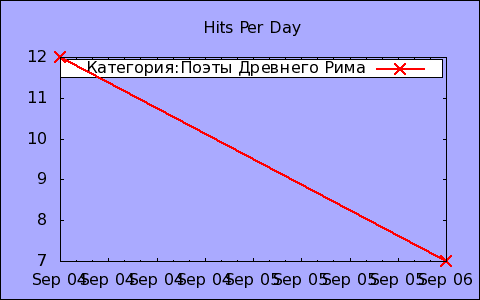 Hits Per Day
12
Категория:Поэты Древнего Рима
11
10
9
8
7
Sep 04 Sep 04 Sep 04 Sep 04 Sep 05 Sep 05 Sep 05 Sep 05 Sep 06